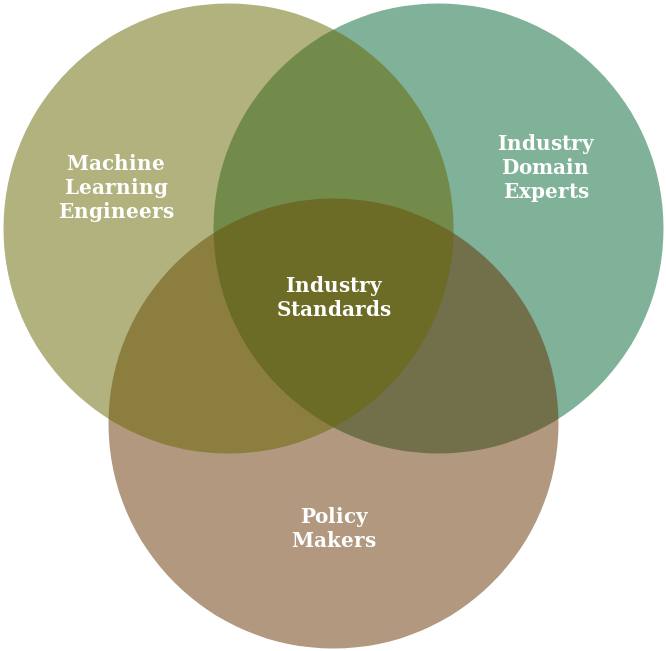 Machine
Learning
Engineers
Industry
Domain
Experts
Industry
Standards
Policy
Makers